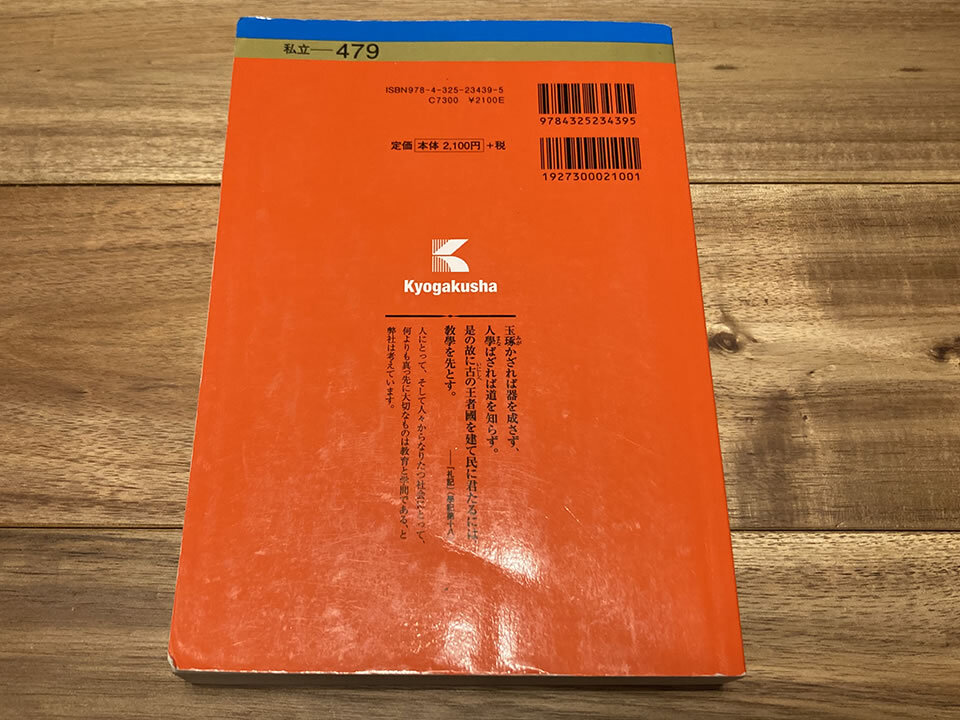 私立—479
ISBN978-4-325-23439-5
C7300 ¥2100E
9784325234395
定価 本体 2,100円 +税
1927300021001
Kyogakusha
玉琢かざれば器を成さず、
人學ばざれば道を知らず。
是の故に古の王者國を建て民に君たるには、
敎學を先とす。
——『礼記』(學記第十八)
人にとって、そして人々からなりたつ社会にとって、
何よりも真っ先に大切なものは教育と学問である、と
弊社は考えています。